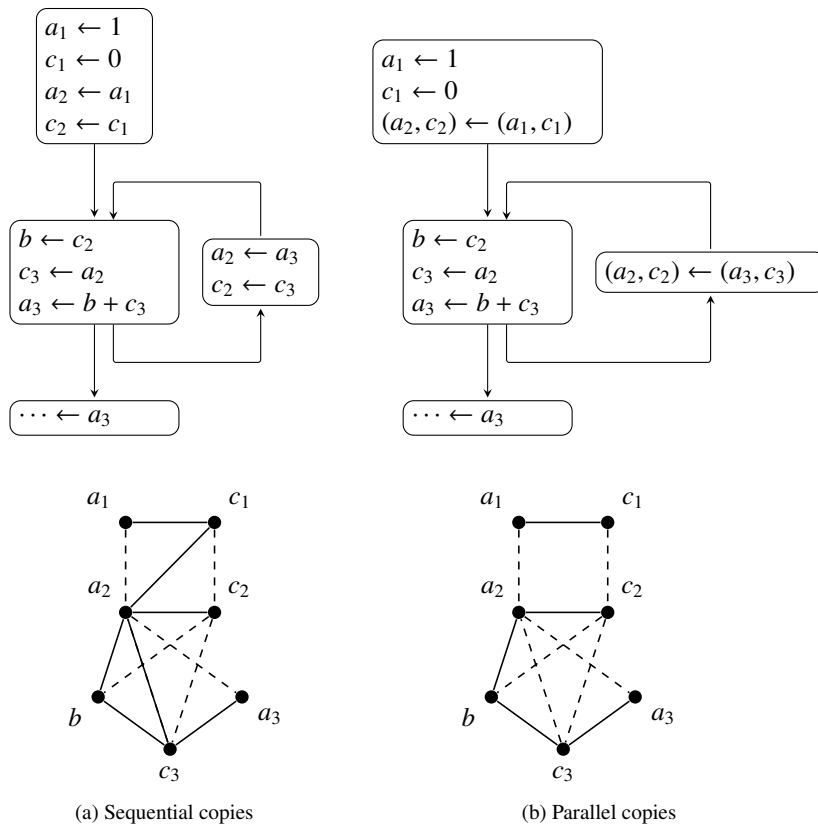 a₁ ← 1
c₁ ← 0
a₂ ← a₁
c₂ ← c₁
b ← c₂
c₃ ← a₂
a₃ ← b + c₃
a₂ ← a₃
c₂ ← c₃
⋯ ← a₃
a₁
c₁
a₂
c₂
b
a₃
c₃
(a) Sequential copies
a₁ ← 1
c₁ ← 0
(a₂, c₂) ← (a₁, c₁)
b ← c₂
c₃ ← a₂
a₃ ← b + c₃
(a₂, c₂) ← (a₃, c₃)
⋯ ← a₃
a₁
c₁
a₂
c₂
b
a₃
c₃
(b) Parallel copies